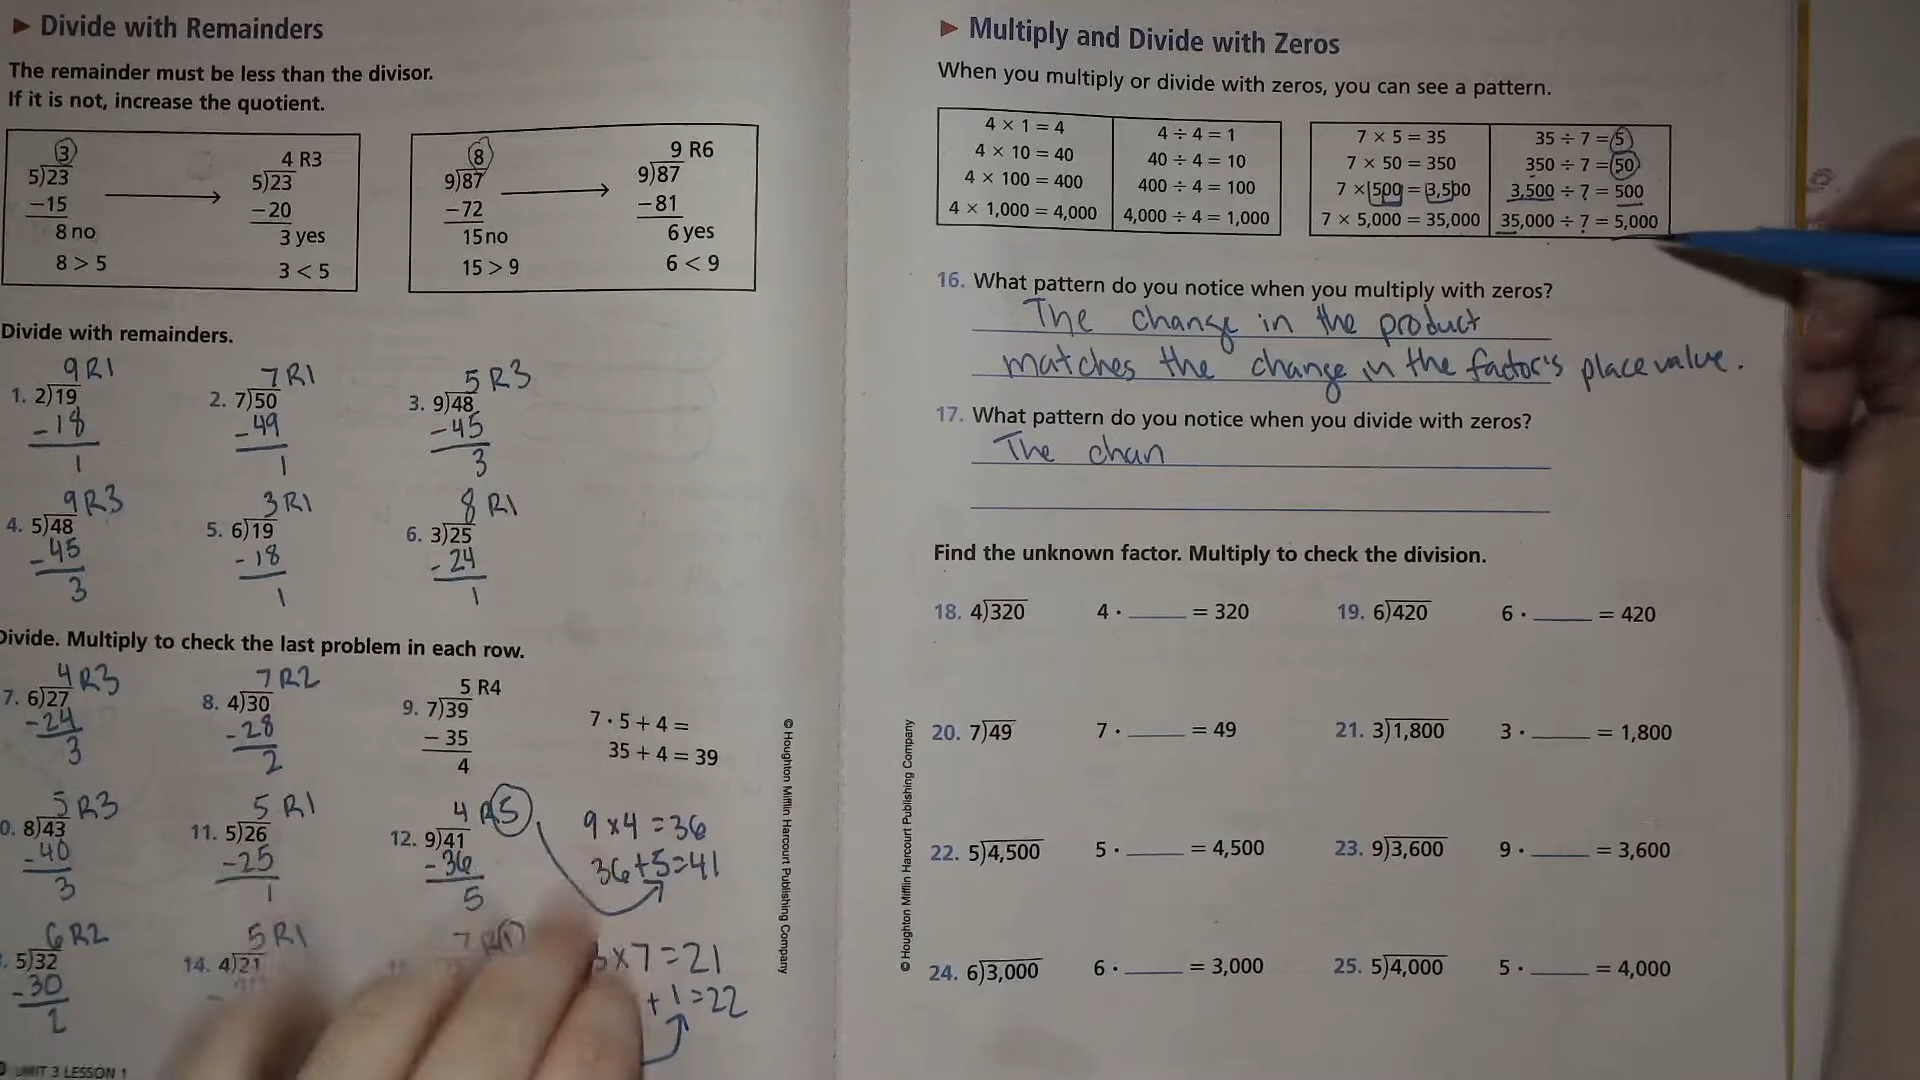 ▶ Divide with Remainders
The remainder must be less than the divisor.
If it is not, increase the quotient.
3
5)23
-15
8 no
8 > 5
4 R3
5)23
-20
3 yes
3 < 5
8
9)87
-72
15 no
15 > 9
9 R6
9)87
-81
6 yes
6 < 9
Divide with remainders.
9 R1
1. 2)19
-18
1
7 R1
2. 7)50
-49
1
5 R3
3. 9)48
-45
3
9 R3
4. 5)48
-45
3
3 R1
5. 6)19
-18
1
8 R1
6. 3)25
-24
1
Divide. Multiply to check the last problem in each row.
4 R3
7. 6)27
-24
3
7 R2
8. 4)30
-28
2
5 R4
9. 7)39
- 35
4
7 · 5 + 4 =
35 + 4 = 39
5 R3
0. 8)43
-40
3
5 R1
11. 5)26
-25
1
4 R5
12. 9)41
-36
5
9 x 4 = 36
36 + 5 = 41
6 R2
. 5)32
-30
2
5 R1
14. 4)21
7 R1
x 7 = 21
+ 1 = 22
UNIT 3 LESSON 1
© Houghton Mifflin Harcourt Publishing Company
▶ Multiply and Divide with Zeros
When you multiply or divide with zeros, you can see a pattern.
4 × 1 = 4
4 × 10 = 40
4 × 100 = 400
4 × 1,000 = 4,000
4 ÷ 4 = 1
40 ÷ 4 = 10
400 ÷ 4 = 100
4,000 ÷ 4 = 1,000
7 × 5 = 35
7 × 50 = 350
7 × 500 = 3,500
7 × 5,000 = 35,000
35 ÷ 7 = 5
350 ÷ 7 = 50
3,500 ÷ 7 = 500
35,000 ÷ 7 = 5,000
16. What pattern do you notice when you multiply with zeros?
The change in the product
matches the change in the factor's place value.
17. What pattern do you notice when you divide with zeros?
The chan
Find the unknown factor. Multiply to check the division.
18. 4)320 4 · ____ = 320 19. 6)420 6 · ____ = 420
20. 7)49 7 · ____ = 49 21. 3)1,800 3 · ____ = 1,800
22. 5)4,500 5 · ____ = 4,500 23. 9)3,600 9 · ____ = 3,600
24. 6)3,000 6 · ____ = 3,000 25. 5)4,000 5 · ____ = 4,000
© Houghton Mifflin Harcourt Publishing Company